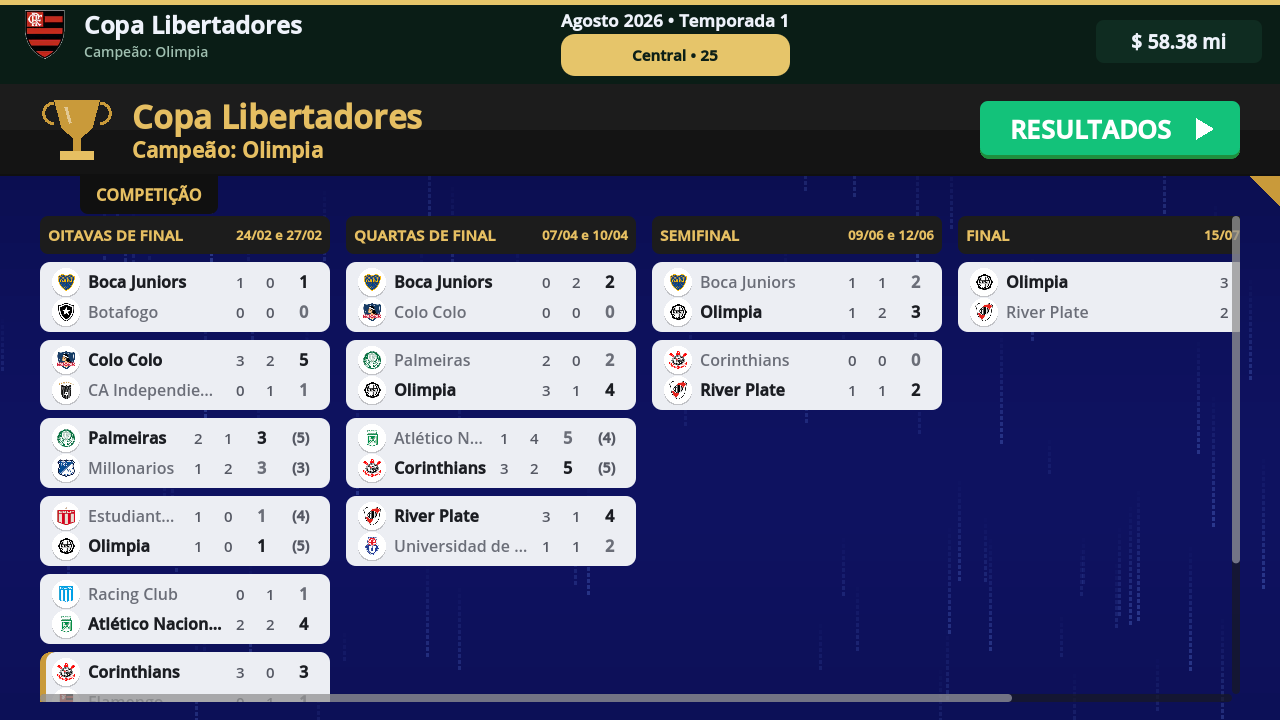 Copa Libertadores
Campeão: Olimpia
Agosto 2026 • Temporada 1
Central • 25
$ 58.38 mi
Copa Libertadores
Campeão: Olimpia
RESULTADOS
COMPETIÇÃO
OITAVAS DE FINAL 24/02 e 27/02
Boca Juniors 1 0 1
Botafogo 0 0 0
Colo Colo 3 2 5
CA Independie... 0 1 1
Palmeiras 2 1 3 (5)
Millonarios 1 2 3 (3)
Estudiant... 1 0 1 (4)
Olimpia 1 0 1 (5)
Racing Club 0 1 1
Atlético Nacion... 2 2 4
Corinthians 3 0 3
Flamengo 0 1 1
QUARTAS DE FINAL 07/04 e 10/04
Boca Juniors 0 2 2
Colo Colo 0 0 0
Palmeiras 2 0 2
Olimpia 3 1 4
Atlético N... 1 4 5 (4)
Corinthians 3 2 5 (5)
River Plate 3 1 4
Universidad de ... 1 1 2
SEMIFINAL 09/06 e 12/06
Boca Juniors 1 1 2
Olimpia 1 2 3
Corinthians 0 0 0
River Plate 1 1 2
FINAL 15/07
Olimpia 3
River Plate 2